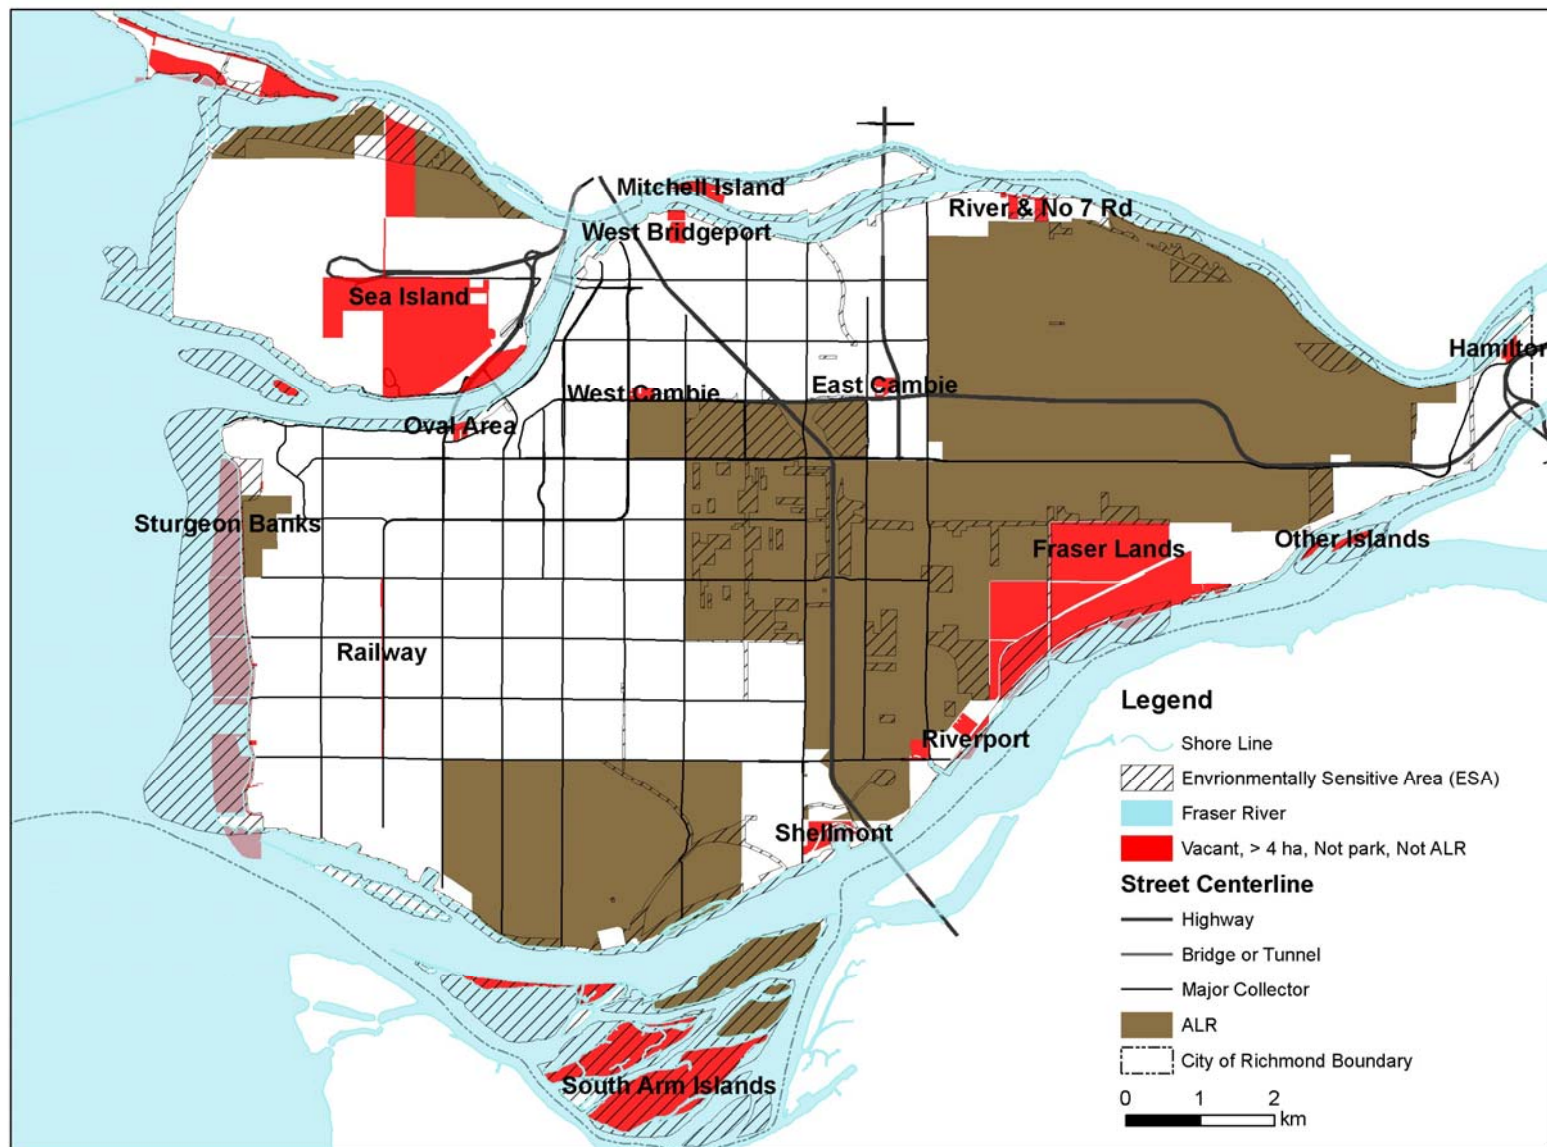 Mitchell Island
River & No 7 Rd
West Bridgeport
Sea Island
Hamilton
East Cambie
West Cambie
Oval Area
Sturgeon Banks
Other Islands
Fraser Lands
Railway
Riverport
Shellmont
South Arm Islands
Legend
Shore Line
Envrionmentally Sensitive Area (ESA)
Fraser River
Vacant, > 4 ha, Not park, Not ALR
Street Centerline
Highway
Bridge or Tunnel
Major Collector
ALR
City of Richmond Boundary
0 1 2
km